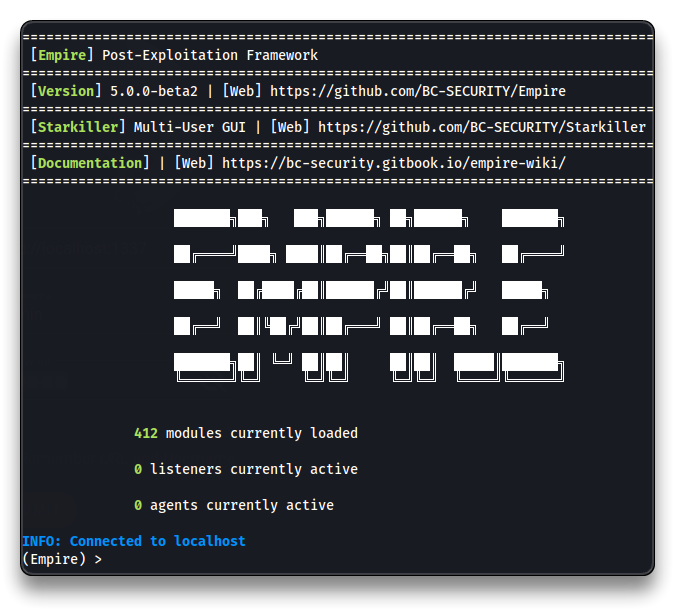 [Empire] Post-Exploitation Framework
[Version] 5.0.0-beta2 | [Web] https://github.com/BC-SECURITY/Empire
[Starkiller] Multi-User GUI | [Web] https://github.com/BC-SECURITY/Starkiller
[Documentation] | [Web] https://bc-security.gitbook.io/empire-wiki/
EMPIRE
412 modules currently loaded
0 listeners currently active
0 agents currently active
INFO: Connected to localhost
(Empire) >